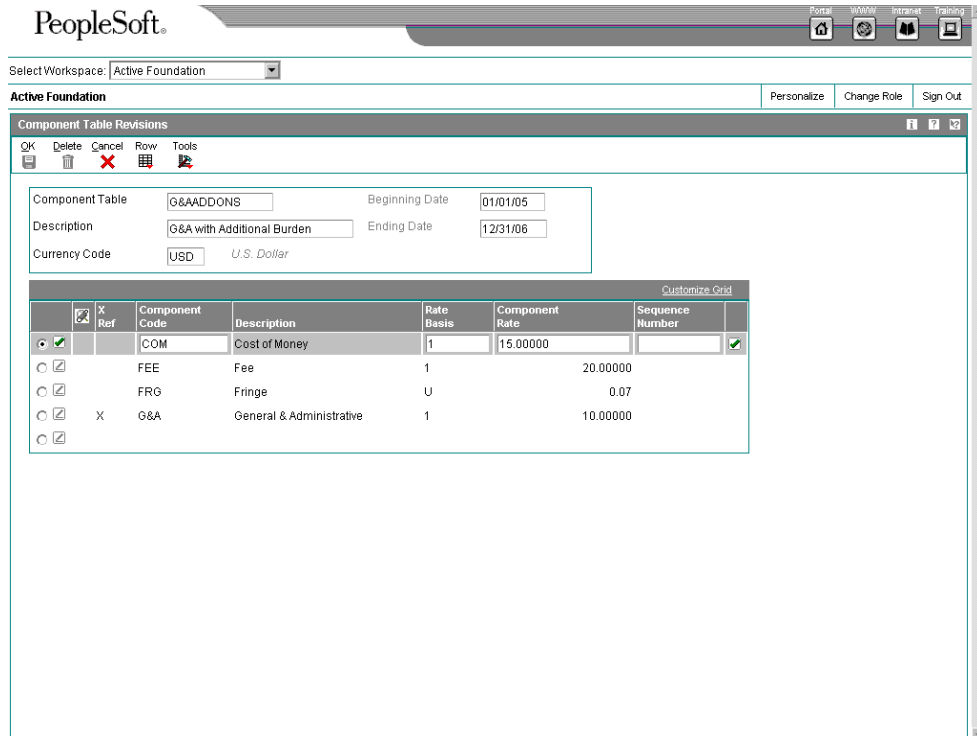 Portal WWW Intranet Training
PeopleSoft.
Select Workspace: Active Foundation
Active Foundation Personalize Change Role Sign Out
Component Table Revisions
OK Delete Cancel Row Tools
Component Table G&AADDONS Beginning Date 01/01/05
Description G&A with Additional Burden Ending Date 12/31/06
Currency Code USD U.S. Dollar
Customize Grid
X Ref Component Code Description Rate Basis Component Rate Sequence Number
COM Cost of Money 1 15.00000
FEE Fee 1 20.00000
FRG Fringe U 0.07
X G&A General & Administrative 1 10.00000